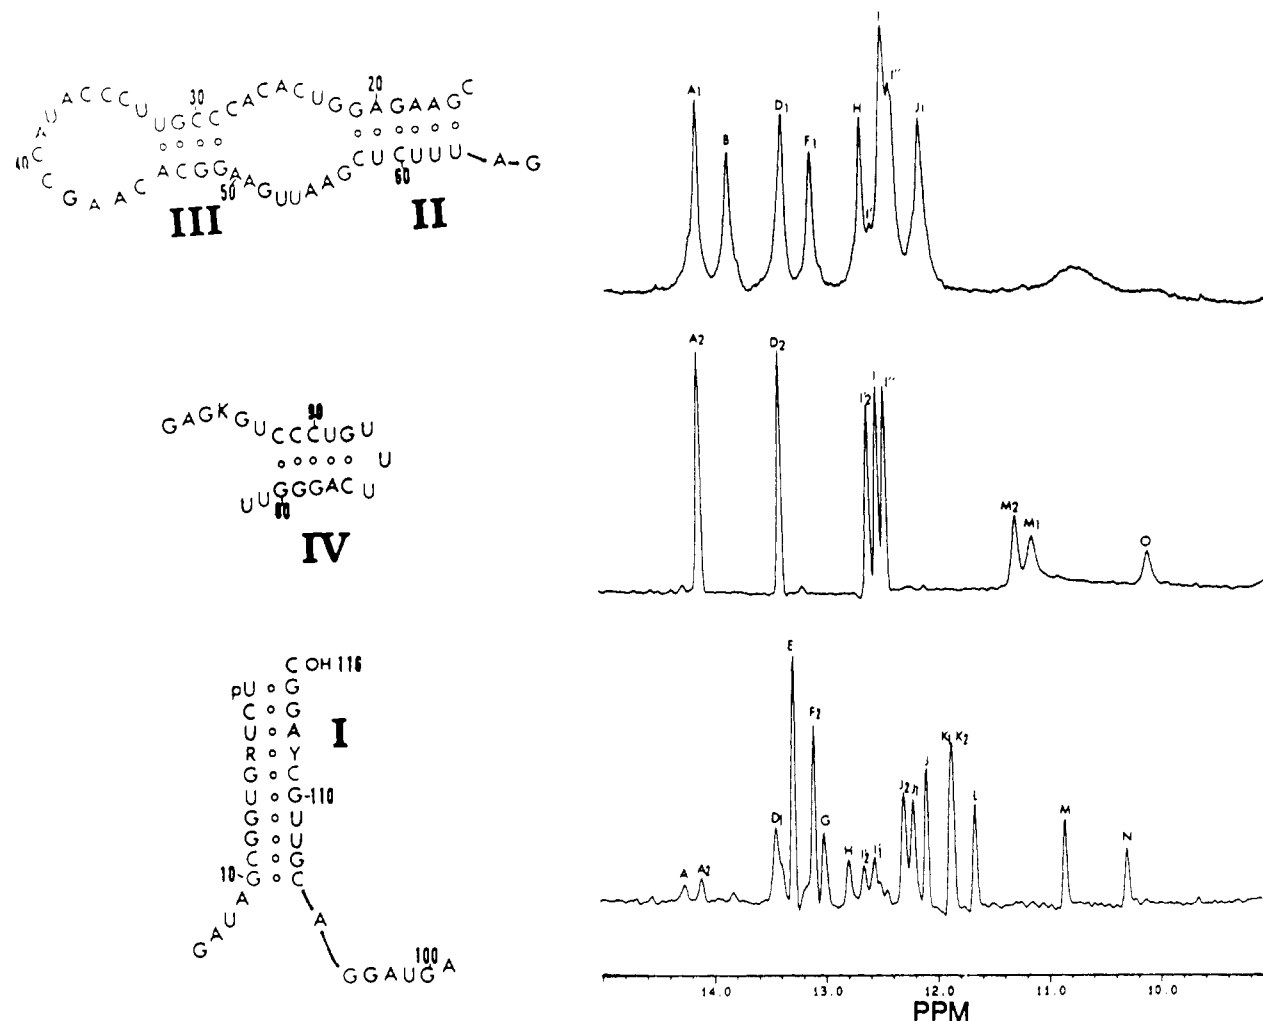 30
20
U A C C C U U G C C C A C A C U G G A G A A G C
A
C
40
C
C
G A A C A C G G A A G U U A A G C U C U U U A G
50
60
III
II
A1
B
D1
F1
H
I'
I
I''
J1
90
G A G K G U C C C U G U
U
U U G G G A C U
80
IV
A2
D2
I'2
I
I''
M2
M1
O
C OH 116
pU G
C G
U A
R Y
G C
U G -110
G U
G U
C G
10- G C
A
U
A
G
A
G G A U G A
100
I
A
A2
D1
E
F2
G
H
I2
I1
J2
J1
J
K1 K2
L
M
N
14.0 13.0 12.0 11.0 10.0
PPM